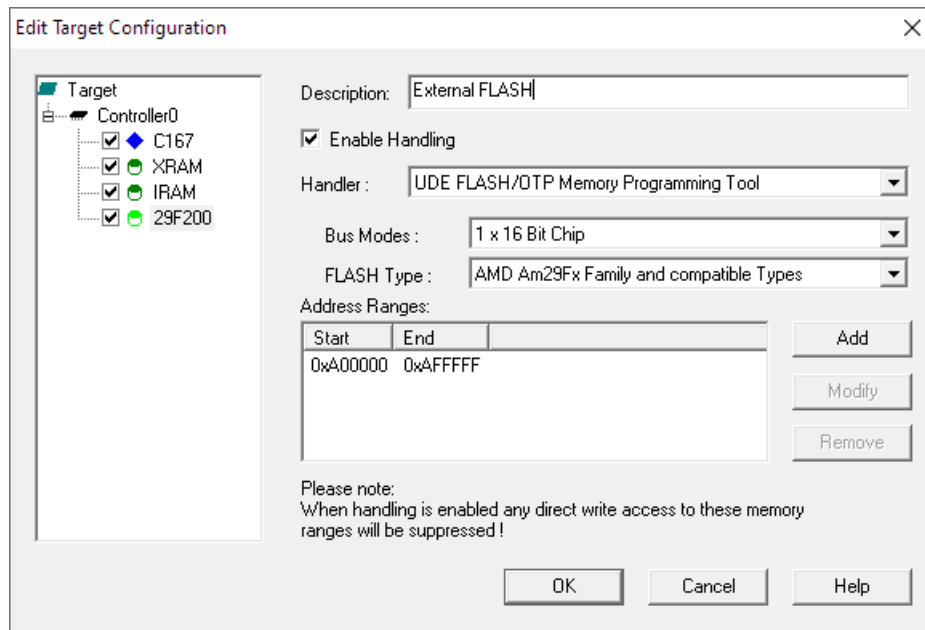 Edit Target Configuration
Target
Controller0
C167
XRAM
IRAM
29F200
Description: External FLASH
Enable Handling
Handler : UDE FLASH/OTP Memory Programming Tool
Bus Modes : 1 x 16 Bit Chip
FLASH Type : AMD Am29Fx Family and compatible Types
Address Ranges:
Start End
0xA00000 0xAFFFFF
Add
Modify
Remove
Please note:
When handling is enabled any direct write access to these memory
ranges will be suppressed !
OK Cancel Help